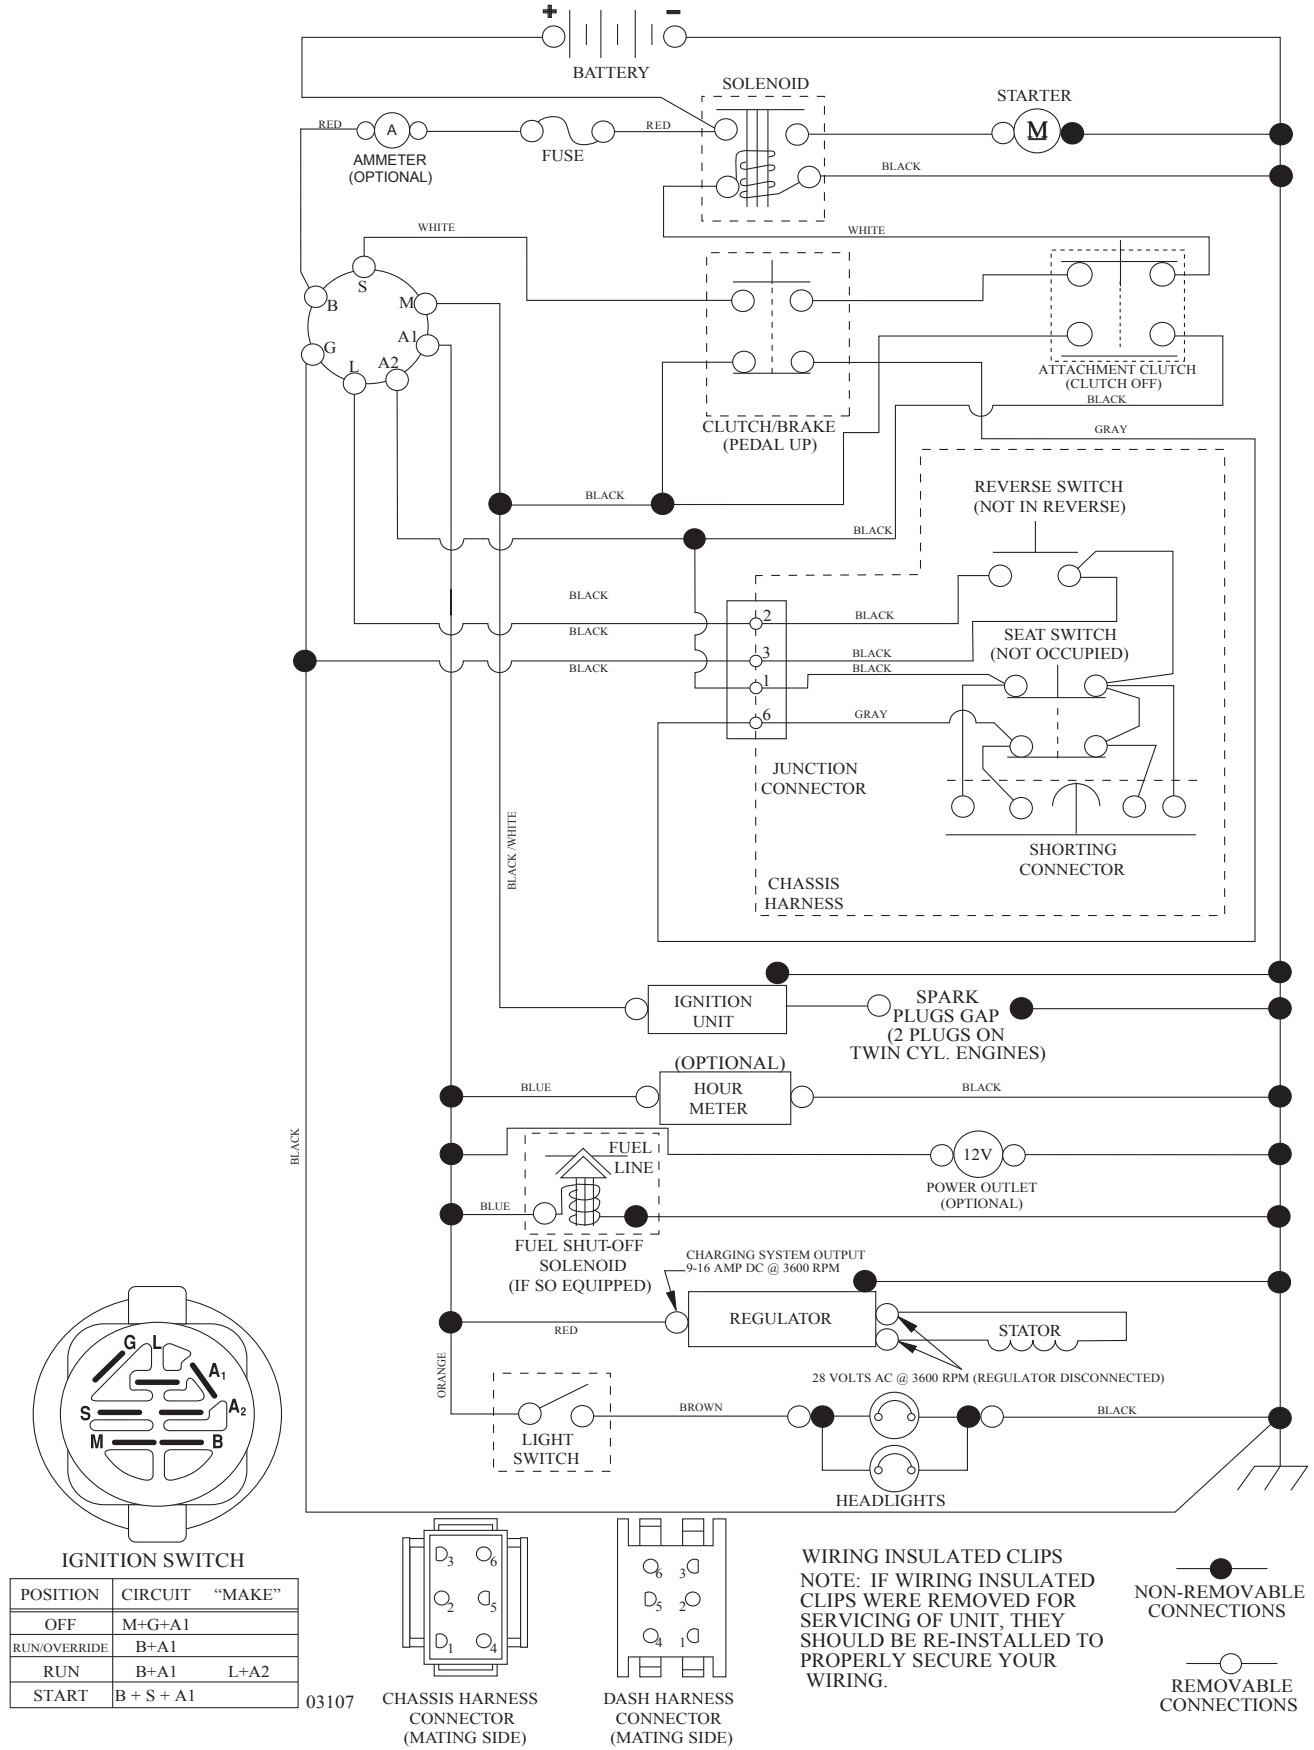 + −
BATTERY
SOLENOID
STARTER
RED
A
RED
M
AMMETER
(OPTIONAL)
FUSE
BLACK
WHITE
WHITE
S
B
M
G
A1
L
A2
ATTACHMENT CLUTCH
(CLUTCH OFF)
BLACK
CLUTCH/BRAKE
(PEDAL UP)
GRAY
REVERSE SWITCH
(NOT IN REVERSE)
BLACK
BLACK
BLACK
2
BLACK
BLACK
SEAT SWITCH
(NOT OCCUPIED)
3
BLACK
BLACK
BLACK
1
6
GRAY
JUNCTION
CONNECTOR
SHORTING
CONNECTOR
CHASSIS
HARNESS
BLACK /WHITE
IGNITION
UNIT
SPARK
PLUGS GAP
(2 PLUGS ON
TWIN CYL. ENGINES)
(OPTIONAL)
BLUE
HOUR
METER
BLACK
BLACK
FUEL
LINE
12V
POWER OUTLET
(OPTIONAL)
BLUE
FUEL SHUT-OFF
SOLENOID
(IF SO EQUIPPED)
CHARGING SYSTEM OUTPUT
9-16 AMP DC @ 3600 RPM
REGULATOR
RED
STATOR
ORANGE
28 VOLTS AC @ 3600 RPM (REGULATOR DISCONNECTED)
BROWN
BLACK
LIGHT
SWITCH
HEADLIGHTS
G L
A1
A2
S
M B
IGNITION SWITCH
POSITION CIRCUIT “MAKE”
OFF M+G+A1
RUN/OVERRIDE B+A1
RUN B+A1 L+A2
START B + S + A1
03107
3 6
2 5
1 4
CHASSIS HARNESS
CONNECTOR
(MATING SIDE)
6 3
5 2
4 1
DASH HARNESS
CONNECTOR
(MATING SIDE)
WIRING INSULATED CLIPS
NOTE: IF WIRING INSULATED
CLIPS WERE REMOVED FOR
SERVICING OF UNIT, THEY
SHOULD BE RE-INSTALLED TO
PROPERLY SECURE YOUR
WIRING.
NON-REMOVABLE
CONNECTIONS
REMOVABLE
CONNECTIONS